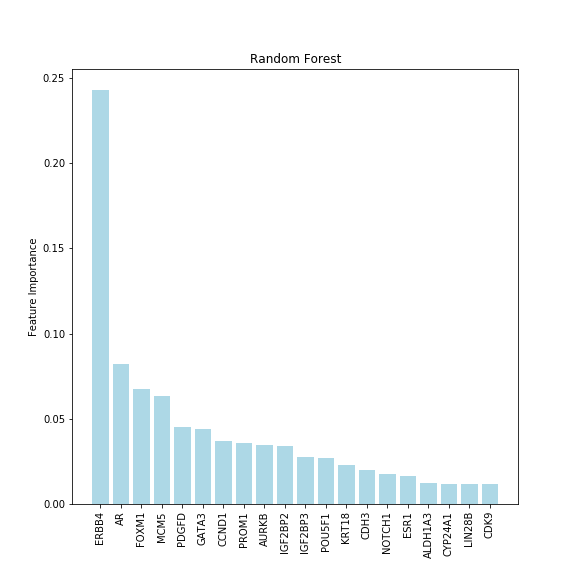 Random Forest
Feature Importance
0.25
0.20
0.15
0.10
0.05
0.00
ERBB4
AR
FOXM1
MCM5
PDGFD
GATA3
CCND1
PROM1
AURKB
IGF2BP2
IGF2BP3
POU5F1
KRT18
CDH3
NOTCH1
ESR1
ALDH1A3
CYP24A1
LIN28B
CDK9